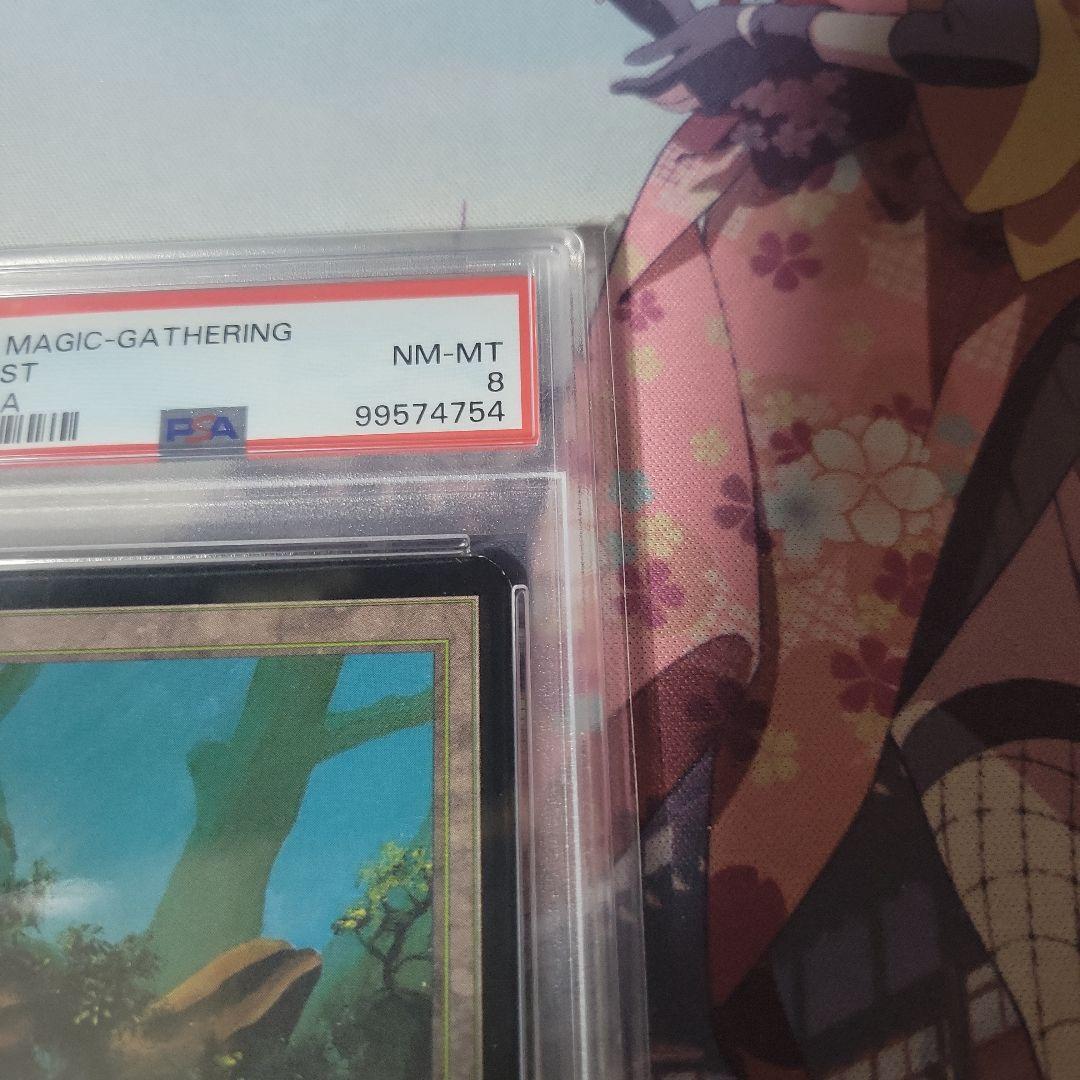 MAGIC-GATHERING
ST
A
NM-MT
8
99574754
PSA